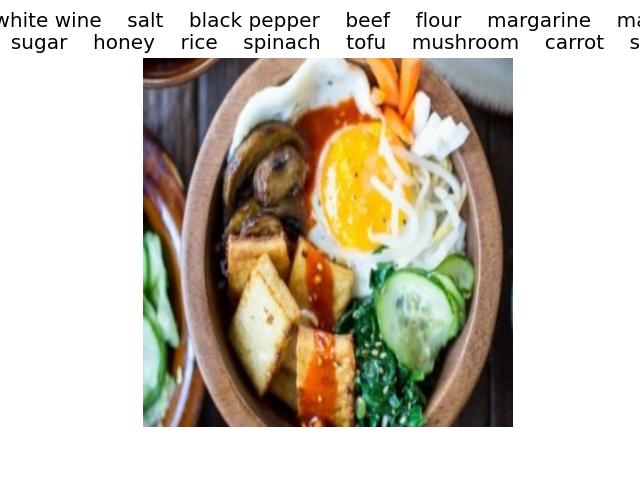 white wine salt black pepper beef flour margarine
sugar honey rice spinach tofu mushroom carrot